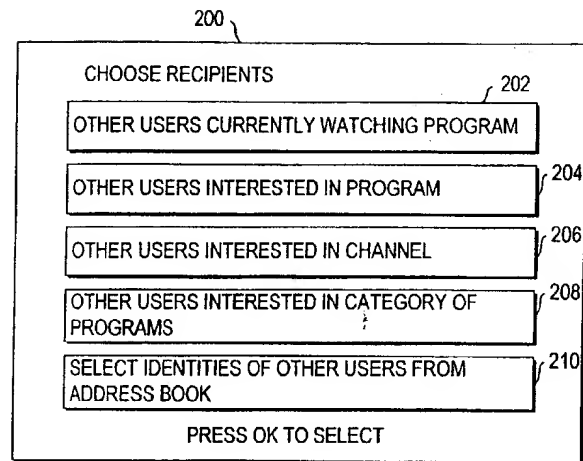 200
CHOOSE RECIPIENTS
202
OTHER USERS CURRENTLY WATCHING PROGRAM
204
OTHER USERS INTERESTED IN PROGRAM
206
OTHER USERS INTERESTED IN CHANNEL
208
OTHER USERS INTERESTED IN CATEGORY OF
PROGRAMS
210
SELECT IDENTITIES OF OTHER USERS FROM
ADDRESS BOOK
PRESS OK TO SELECT